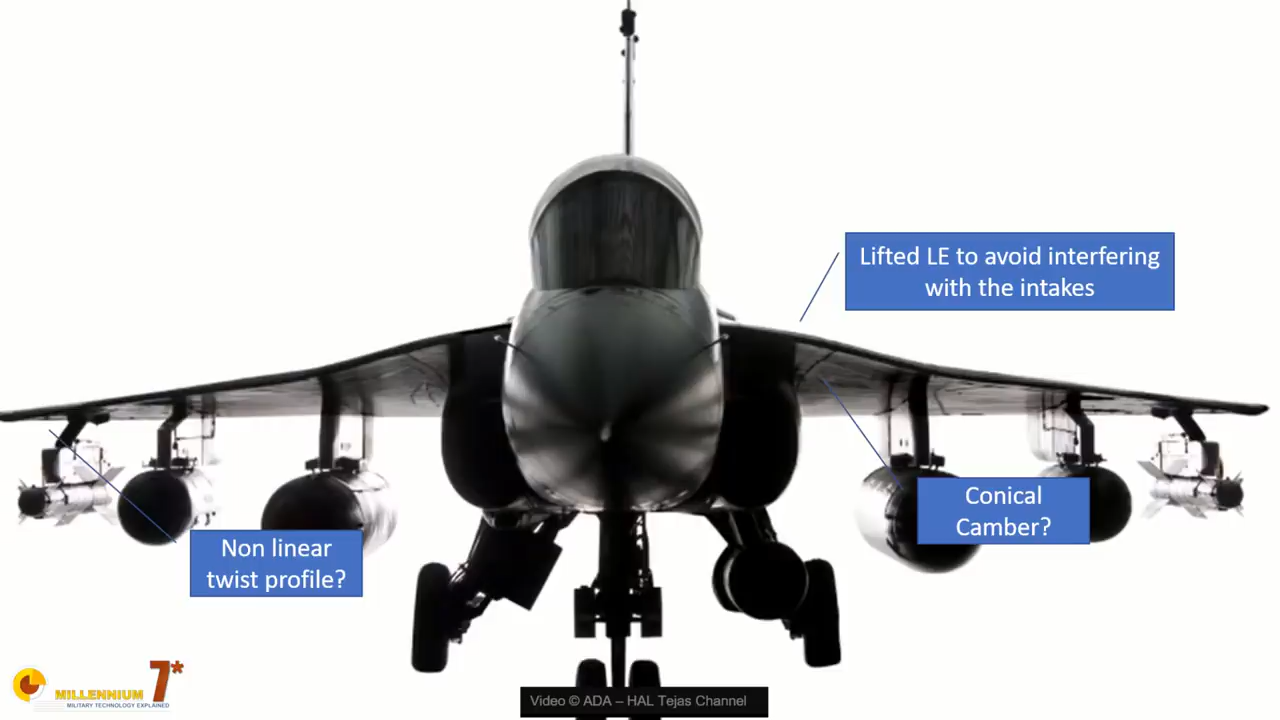 Lifted LE to avoid interfering
with the intakes
Conical
Camber?
Non linear
twist profile?
MILLENNIUM 7*
MILITARY TECHNOLOGY EXPLAINED
Video © ADA – HAL Tejas Channel